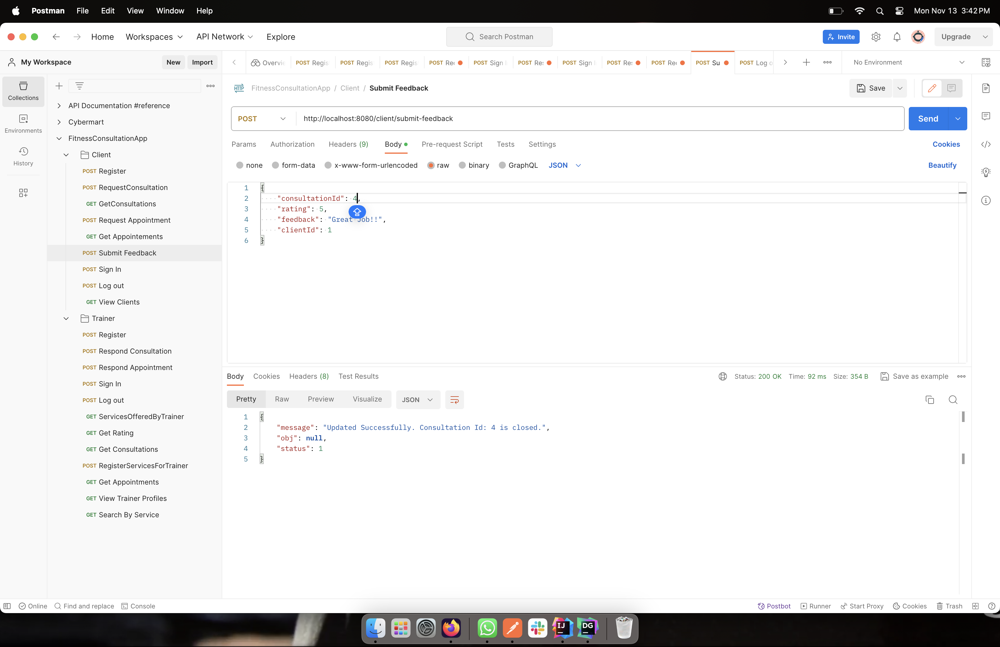 Postman File Edit View Window Help
Mon Nov 13 3:42 PM
Home Workspaces API Network Explore
Search Postman
Invite
Upgrade
My Workspace
New Import
Overvie
POST Regis
POST Regis
POST Regis
POST Rec
POST Sign I
POST Res
POST Sign I
POST Res
POST Rec
POST Su
POST Log o
No Environment
Collections
Environments
History
API Documentation #reference
Cybermart
FitnessConsultationApp
Client
POST Register
POST RequestConsultation
GET GetConsultations
POST Request Appointment
GET Get Appointements
POST Submit Feedback
POST Sign In
POST Log out
GET View Clients
Trainer
POST Register
POST Respond Consultation
POST Respond Appointment
POST Sign In
POST Log out
GET ServicesOfferedByTrainer
GET Get Rating
GET Get Consultations
POST RegisterServicesForTrainer
GET Get Appointments
GET View Trainer Profiles
GET Search By Service
HTTP FitnessConsultationApp / Client / Submit Feedback
Save
POST http://localhost:8080/client/submit-feedback
Send
Params Authorization Headers (9) Body Pre-request Script Tests Settings
Cookies
none form-data x-www-form-urlencoded raw binary GraphQL JSON
Beautify
1 {
2 "consultationId": 4,
3 "rating": 5,
4 "feedback": "Great Job!!",
5 "clientId": 1
6 }
Body Cookies Headers (8) Test Results
Status: 200 OK Time: 92 ms Size: 354 B Save as example
Pretty Raw Preview Visualize JSON
1 {
2 "message": "Updated Successfully. Consultation Id: 4 is closed.",
3 "obj": null,
4 "status": 1
5 }
Online Find and replace Console
Postbot Runner Start Proxy Cookies Trash
IJ
DG